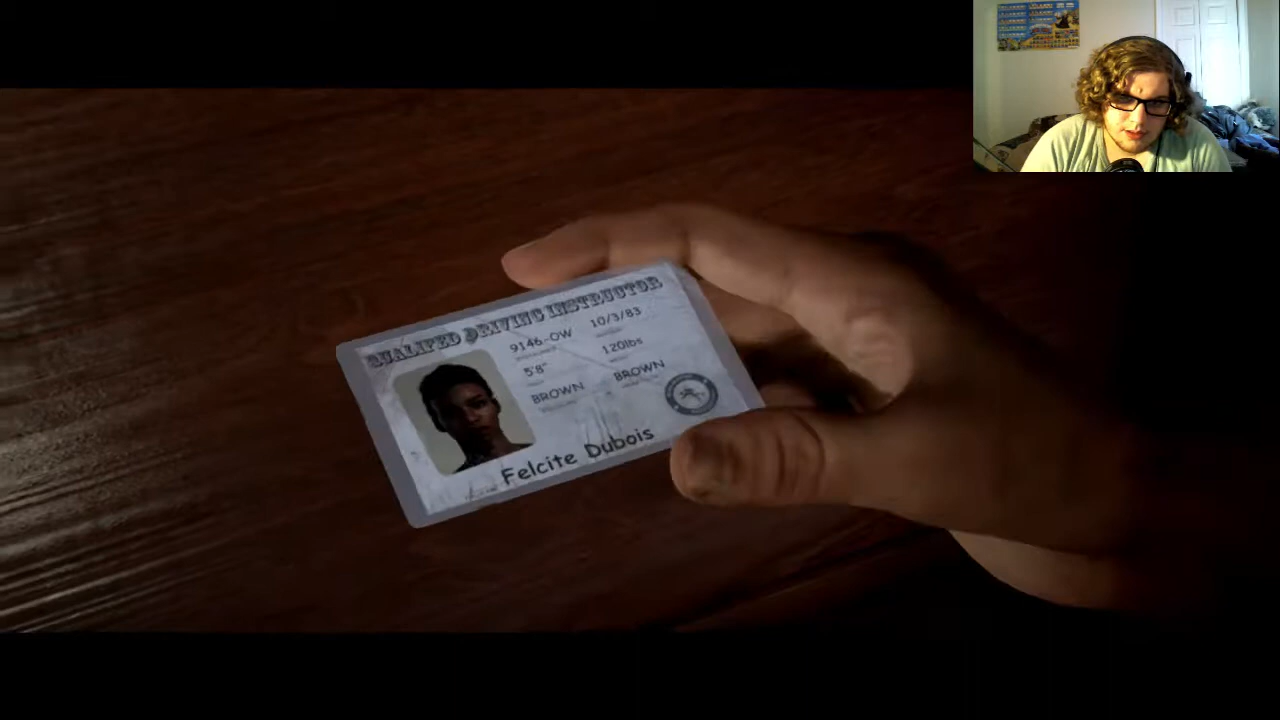 QUALIFED DRIVING INSTRUCTOR
9146-OW 10/3/83
5'8" 120lbs
BROWN BROWN
Felcite Dubois